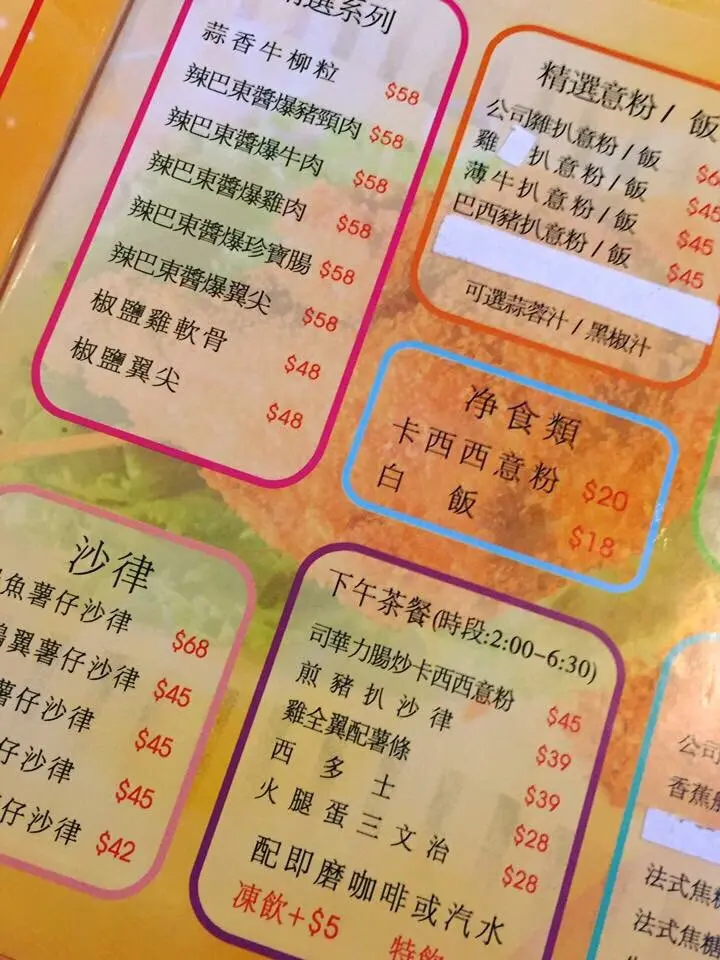 精選系列
蒜香牛柳粒 $58
辣巴東醬爆豬頸肉 $58
辣巴東醬爆牛肉 $58
辣巴東醬爆雞肉 $58
辣巴東醬爆珍寶腸 $58
辣巴東醬爆翼尖 $58
椒鹽雞軟骨 $48
椒鹽翼尖 $48
精選意粉/飯
公司雞扒意粉/飯 $6
雞 扒意粉/飯 $45
薄牛扒意粉/飯 $45
巴西豬扒意粉/飯 $45
可選蒜蓉汁/黑椒汁
净食類
卡西西意粉 $20
白飯 $18
沙律
魚薯仔沙律 $68
翼薯仔沙律 $45
薯仔沙律 $45
仔沙律 $45
仔沙律 $42
下午茶餐(時段:2:00-6:30)
司華力腸炒卡西西意粉 $45
煎豬扒沙律 $39
雞全翼配薯條 $39
西多士 $28
火腿蛋三文治 $28
配即磨咖啡或汽水
凍飲+$5 特飲
公司
香蕉
法式焦糖
法式焦糖